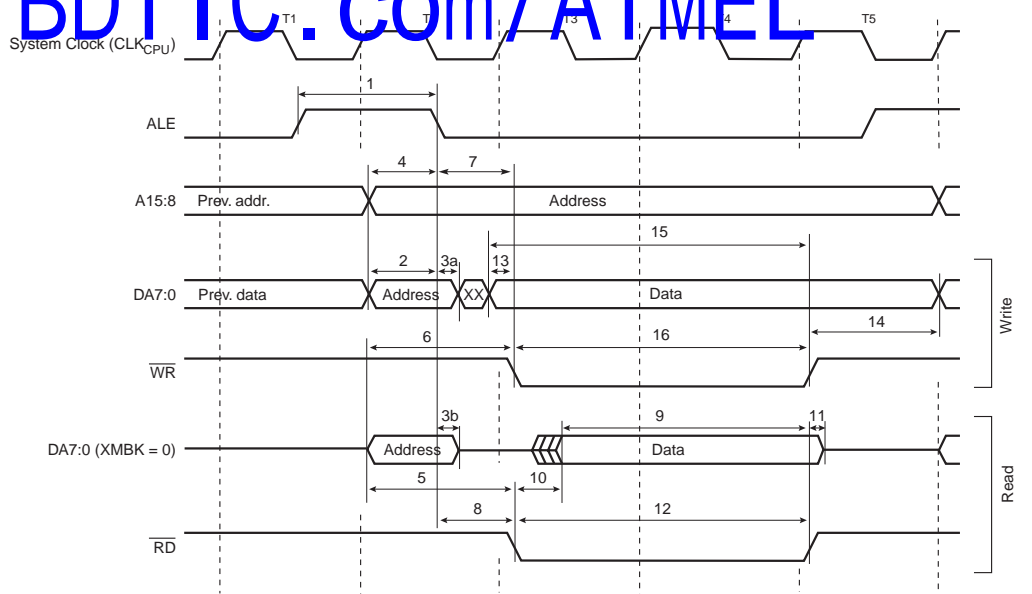 BDTTC.com/ATMEL
T1 T T3 4 T5
System Clock (CLKCPU)
1
ALE
4 7
A15:8 Prev. addr. Address
15
2 3a 13
DA7:0 Prev. data Address XX Data
14
6 16
WR
Write
3b 9 11
DA7:0 (XMBK = 0) Address Data
5 10
8 12
RD
Read